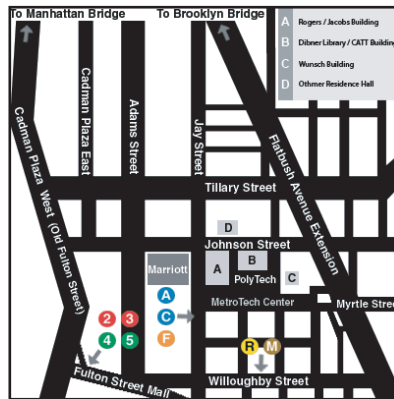 To Manhattan Bridge
To Brooklyn Bridge
A Rogers / Jacobs Building
B Dibner Library / CATT Building
C Wunsch Building
D Othmer Residence Hall
Cadman Plaza West (Old Fulton Street)
Cadman Plaza East
Adams Street
Jay Street
Flatbush Avenue Extension
Tillary Street
D
Johnson Street
Marriott
A
B
PolyTech
C
A
C
F
MetroTech Center
Myrtle Street
2 3
4 5
R M
Fulton Street Mall
Willoughby Street